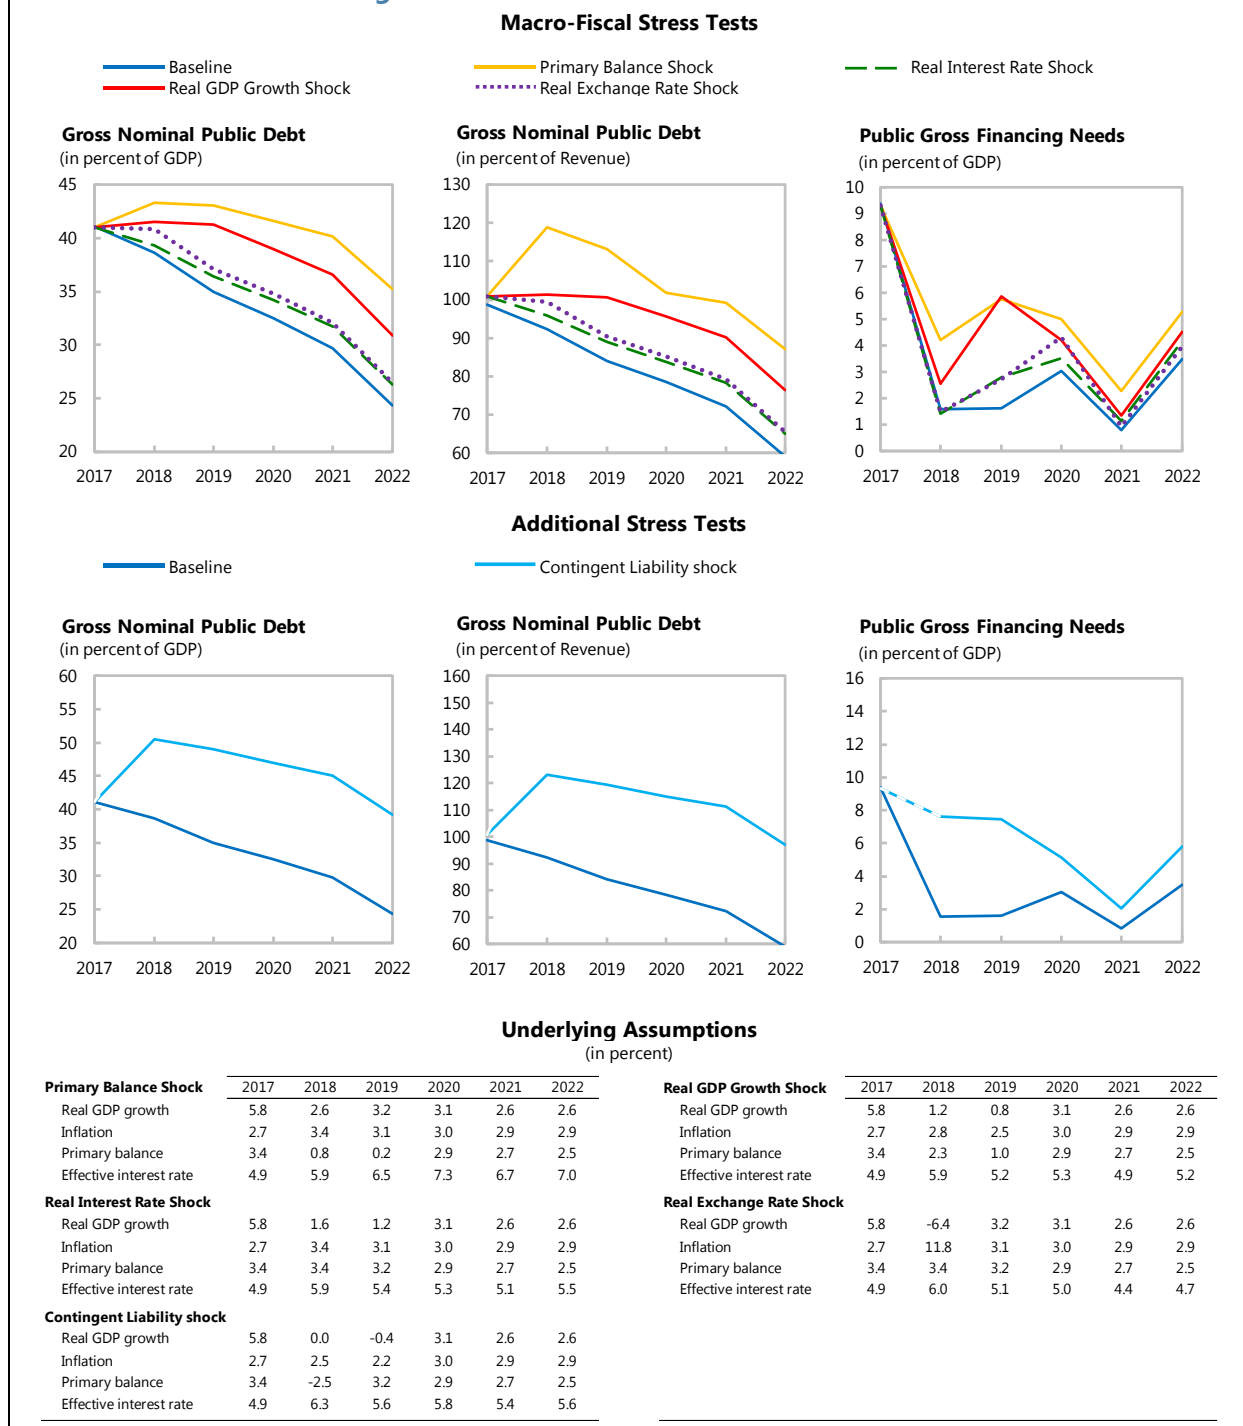 Macro-Fiscal Stress Tests
Baseline
Primary Balance Shock
Real Interest Rate Shock
Real GDP Growth Shock
Real Exchange Rate Shock
Gross Nominal Public Debt
(in percent of GDP)
45
40
35
30
25
20
2017 2018 2019 2020 2021 2022
Gross Nominal Public Debt
(in percent of Revenue)
130
120
110
100
90
80
70
60
2017 2018 2019 2020 2021 2022
Public Gross Financing Needs
(in percent of GDP)
10
9
8
7
6
5
4
3
2
1
0
2017 2018 2019 2020 2021 2022
Additional Stress Tests
Baseline
Contingent Liability shock
Gross Nominal Public Debt
(in percent of GDP)
60
55
50
45
40
35
30
25
20
2017 2018 2019 2020 2021 2022
Gross Nominal Public Debt
(in percent of Revenue)
160
150
140
130
120
110
100
90
80
70
60
2017 2018 2019 2020 2021 2022
Public Gross Financing Needs
(in percent of GDP)
16
14
12
10
8
6
4
2
0
2017 2018 2019 2020 2021 2022
Underlying Assumptions
(in percent)
Primary Balance Shock 2017 2018 2019 2020 2021 2022
Real GDP growth 5.8 2.6 3.2 3.1 2.6 2.6
Inflation 2.7 3.4 3.1 3.0 2.9 2.9
Primary balance 3.4 0.8 0.2 2.9 2.7 2.5
Effective interest rate 4.9 5.9 6.5 7.3 6.7 7.0
Real Interest Rate Shock
Real GDP growth 5.8 1.6 1.2 3.1 2.6 2.6
Inflation 2.7 3.4 3.1 3.0 2.9 2.9
Primary balance 3.4 3.4 3.2 2.9 2.7 2.5
Effective interest rate 4.9 5.9 5.4 5.3 5.1 5.5
Contingent Liability shock
Real GDP growth 5.8 0.0 -0.4 3.1 2.6 2.6
Inflation 2.7 2.5 2.2 3.0 2.9 2.9
Primary balance 3.4 -2.5 3.2 2.9 2.7 2.5
Effective interest rate 4.9 6.3 5.6 5.8 5.4 5.6
Real GDP Growth Shock 2017 2018 2019 2020 2021 2022
Real GDP growth 5.8 1.2 0.8 3.1 2.6 2.6
Inflation 2.7 2.8 2.5 3.0 2.9 2.9
Primary balance 3.4 2.3 1.0 2.9 2.7 2.5
Effective interest rate 4.9 5.9 5.2 5.3 4.9 5.2
Real Exchange Rate Shock
Real GDP growth 5.8 -6.4 3.2 3.1 2.6 2.6
Inflation 2.7 11.8 3.1 3.0 2.9 2.9
Primary balance 3.4 3.4 3.2 2.9 2.7 2.5
Effective interest rate 4.9 6.0 5.1 5.0 4.4 4.7